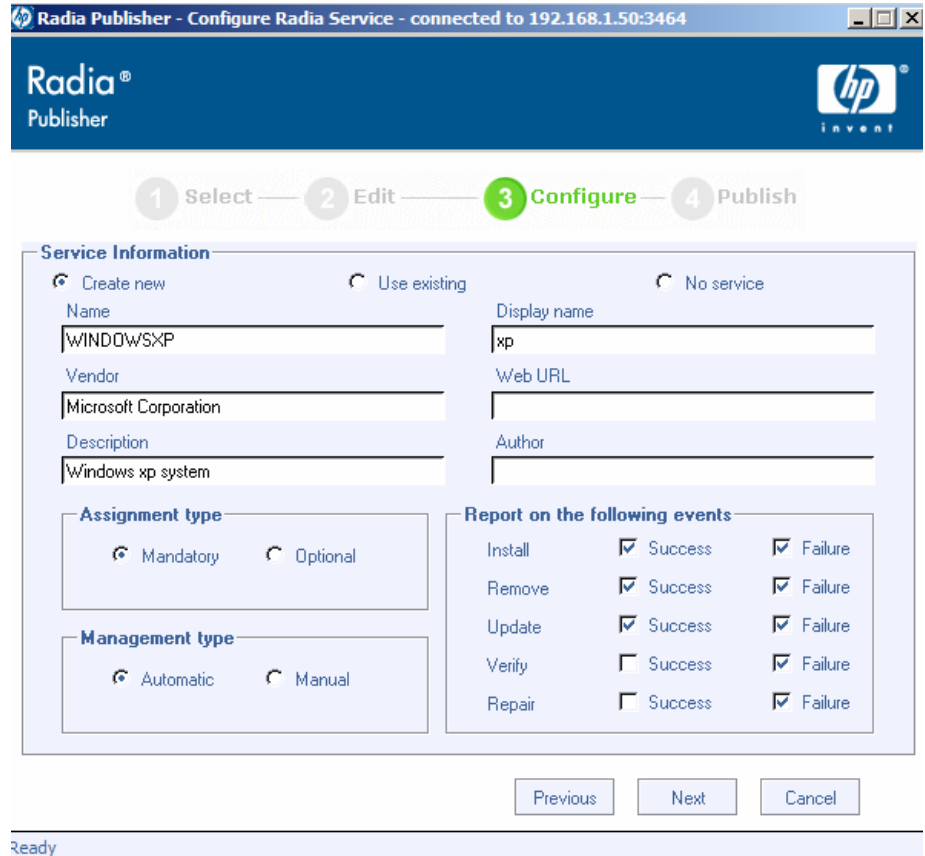 Radia Publisher - Configure Radia Service - connected to 192.168.1.50:3464
Radia ®
Publisher
hp ®
invent
1 Select 2 Edit 3 Configure 4 Publish
Service Information
Create new Use existing No service
Name Display name
WINDOWSXP xp
Vendor Web URL
Microsoft Corporation
Description Author
Windows xp system
Assignment type Report on the following events
Install Success Failure
Mandatory Optional
Remove Success Failure
Update Success Failure
Management type
Verify Success Failure
Automatic Manual
Repair Success Failure
Previous Next Cancel
Ready